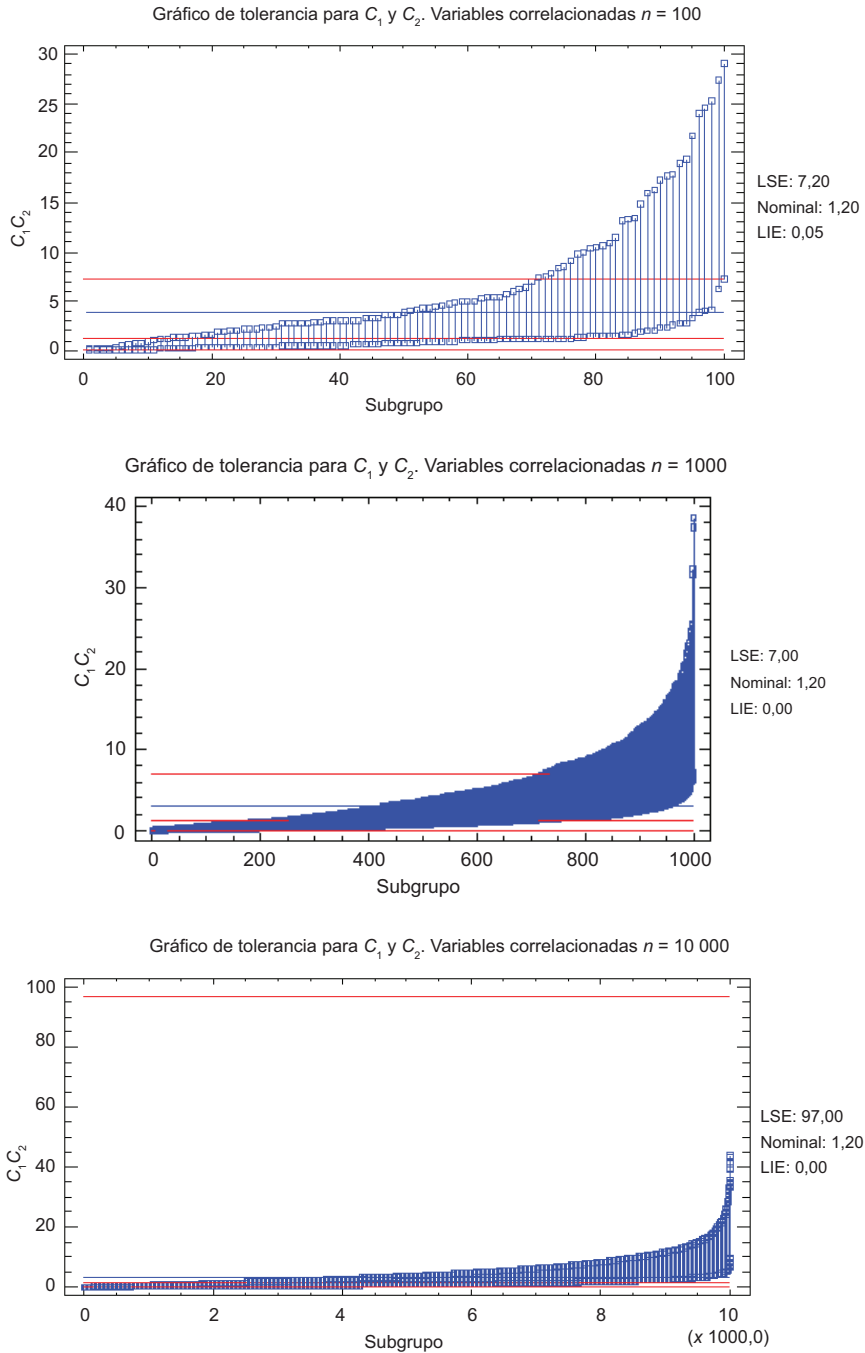 Gráfico de tolerancia para C₁ y C₂. Variables correlacionadas n = 100
30
25
20
15
10
5
0
C₁C₂
0 20 40 60 80 100
Subgrupo
LSE: 7,20
Nominal: 1,20
LIE: 0,05
Gráfico de tolerancia para C₁ y C₂. Variables correlacionadas n = 1000
40
30
20
10
0
C₁C₂
0 200 400 600 800 1000
Subgrupo
LSE: 7,00
Nominal: 1,20
LIE: 0,00
Gráfico de tolerancia para C₁ y C₂. Variables correlacionadas n = 10 000
100
80
60
40
20
0
C₁C₂
0 2 4 6 8 10
Subgrupo
(x 1000,0)
LSE: 97,00
Nominal: 1,20
LIE: 0,00